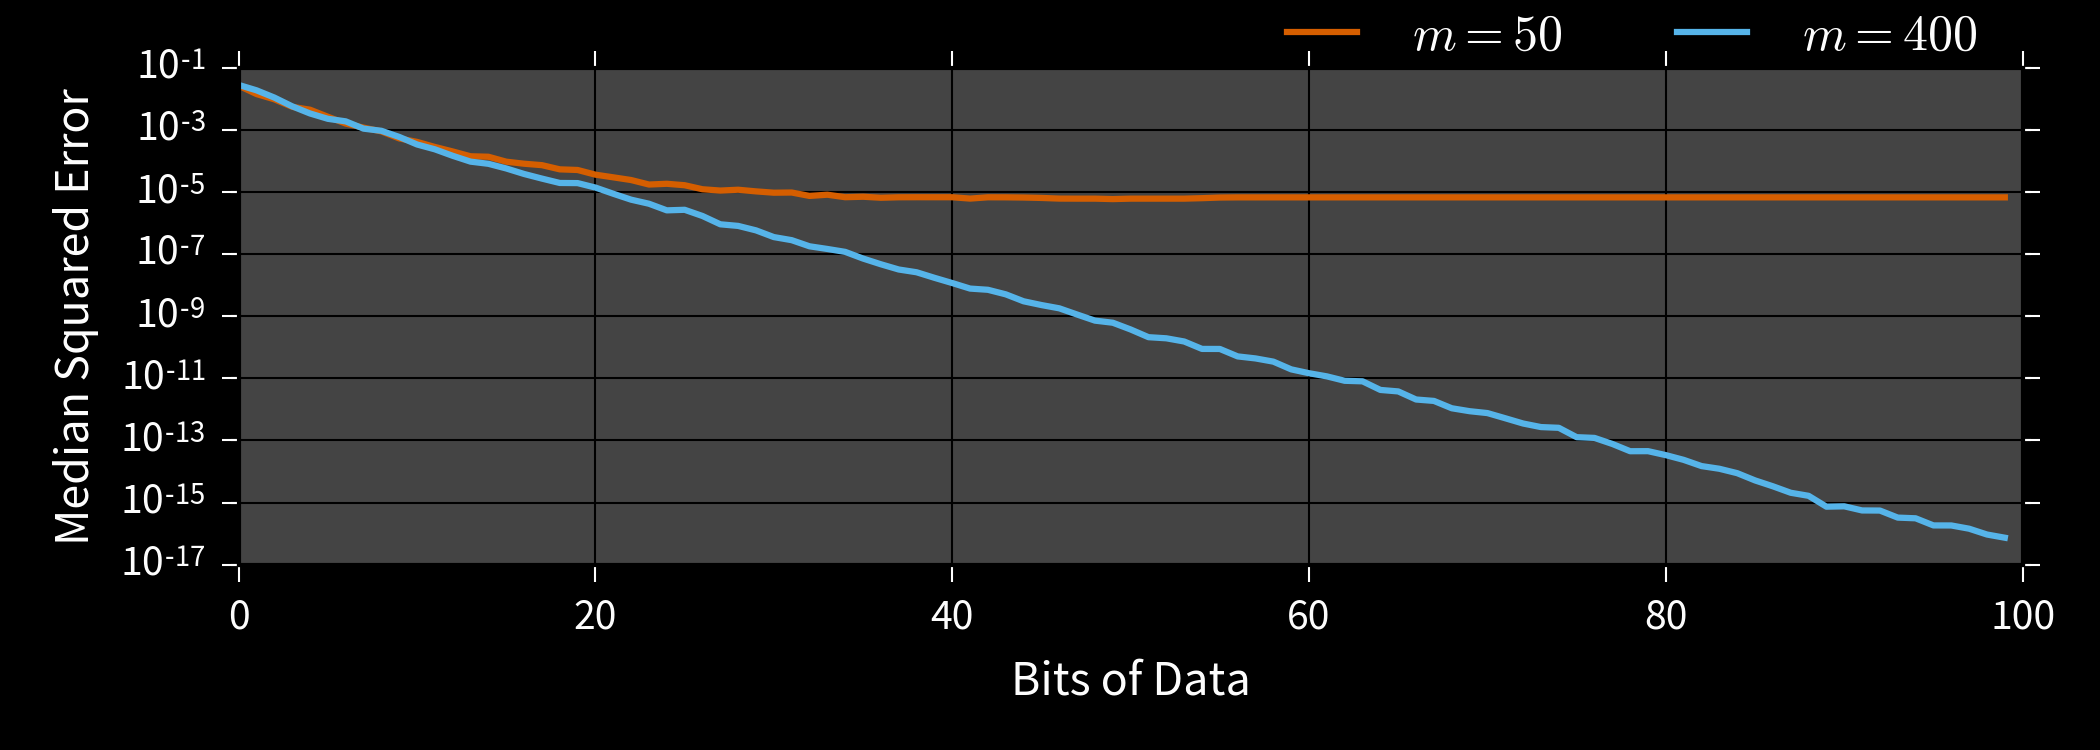 m = 50 m = 400
10^-1
10^-3
10^-5
10^-7
10^-9
10^-11
10^-13
10^-15
10^-17
Median Squared Error
0 20 40 60 80 100
Bits of Data